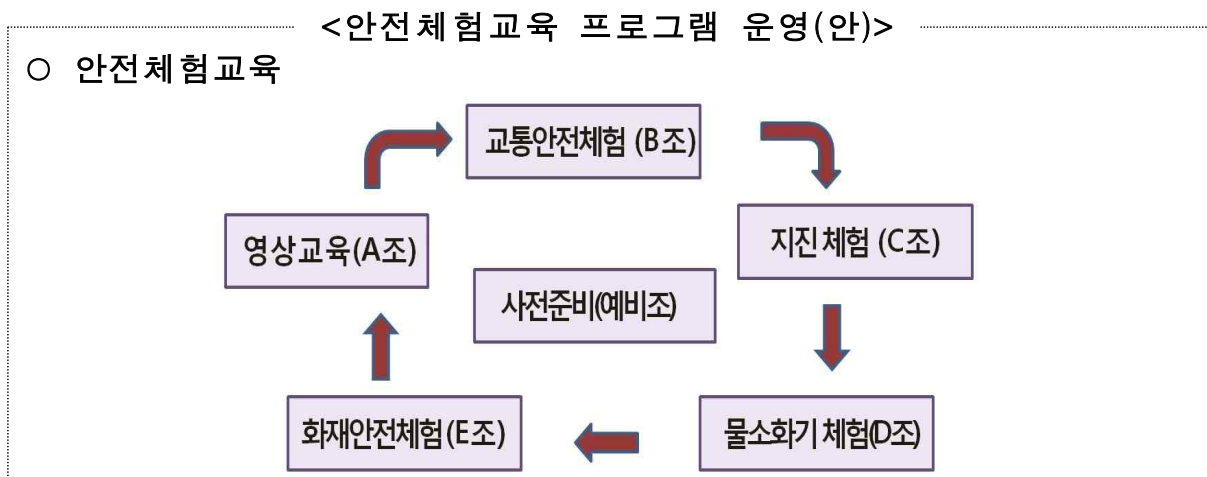 <안전체험교육 프로그램 운영(안)>
○ 안전체험교육
교통안전체험 (B조)
영상교육(A조)
지진 체험 (C조)
사전준비(예비조)
화재안전체험(E조)
물소화기 체험(D조)